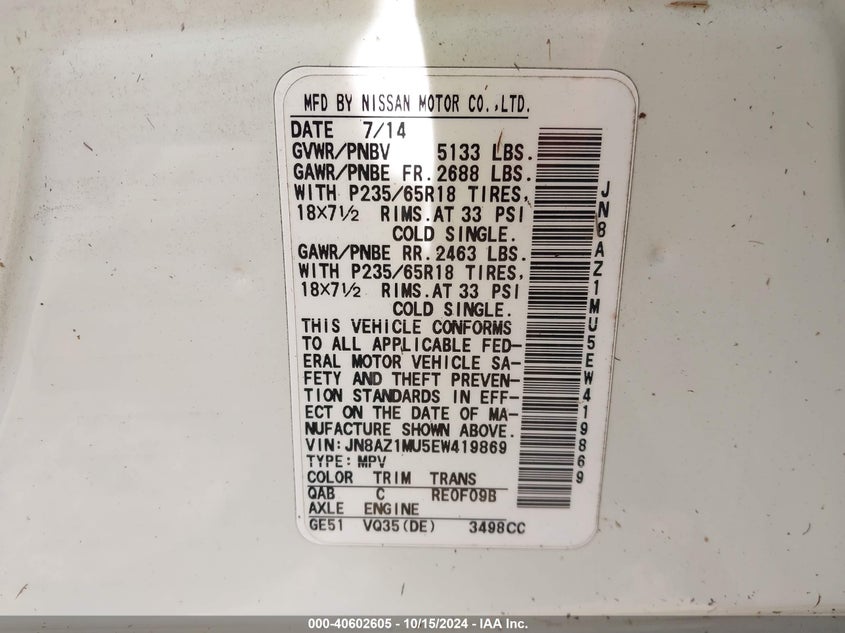 MFD BY NISSAN MOTOR CO.,LTD.
DATE 7/14
GVWR/PNBV 5133 LBS.
GAWR/PNBE FR. 2688 LBS.
WITH P235/65R18 TIRES,
18X7½ RIMS. AT 33 PSI
COLD SINGLE.
GAWR/PNBE RR. 2463 LBS.
WITH P235/65R18 TIRES,
18X7½ RIMS. AT 33 PSI
COLD SINGLE.
THIS VEHICLE CONFORMS
TO ALL APPLICABLE FED-
ERAL MOTOR VEHICLE SA-
FETY AND THEFT PREVEN-
TION STANDARDS IN EFF-
ECT ON THE DATE OF MA-
NUFACTURE SHOWN ABOVE.
VIN: JN8AZ1MU5EW419869
TYPE: MPV
COLOR TRIM TRANS
QAB C RE0F09B
AXLE ENGINE
GE51 VQ35(DE) 3498CC
JN8AZ1MU5EW419869
000-40602605 - 10/15/2024 - IAA Inc.